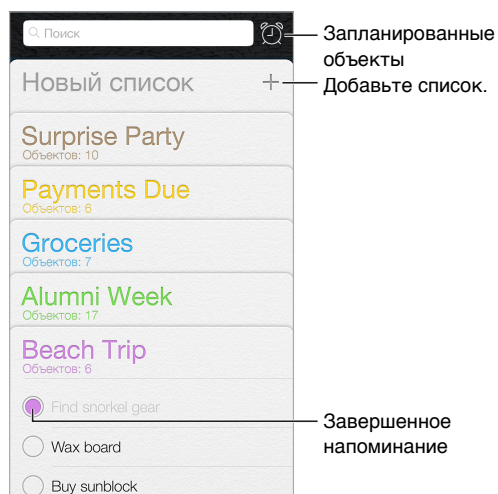 Поиск
Запланированные
объекты
Новый список
Добавьте список.
Surprise Party
Объектов: 10
Payments Due
Объектов: 6
Groceries
Объектов: 7
Alumni Week
Объектов: 17
Beach Trip
Объектов: 6
Find snorkel gear
Завершенное
напоминание
Wax board
Buy sunblock